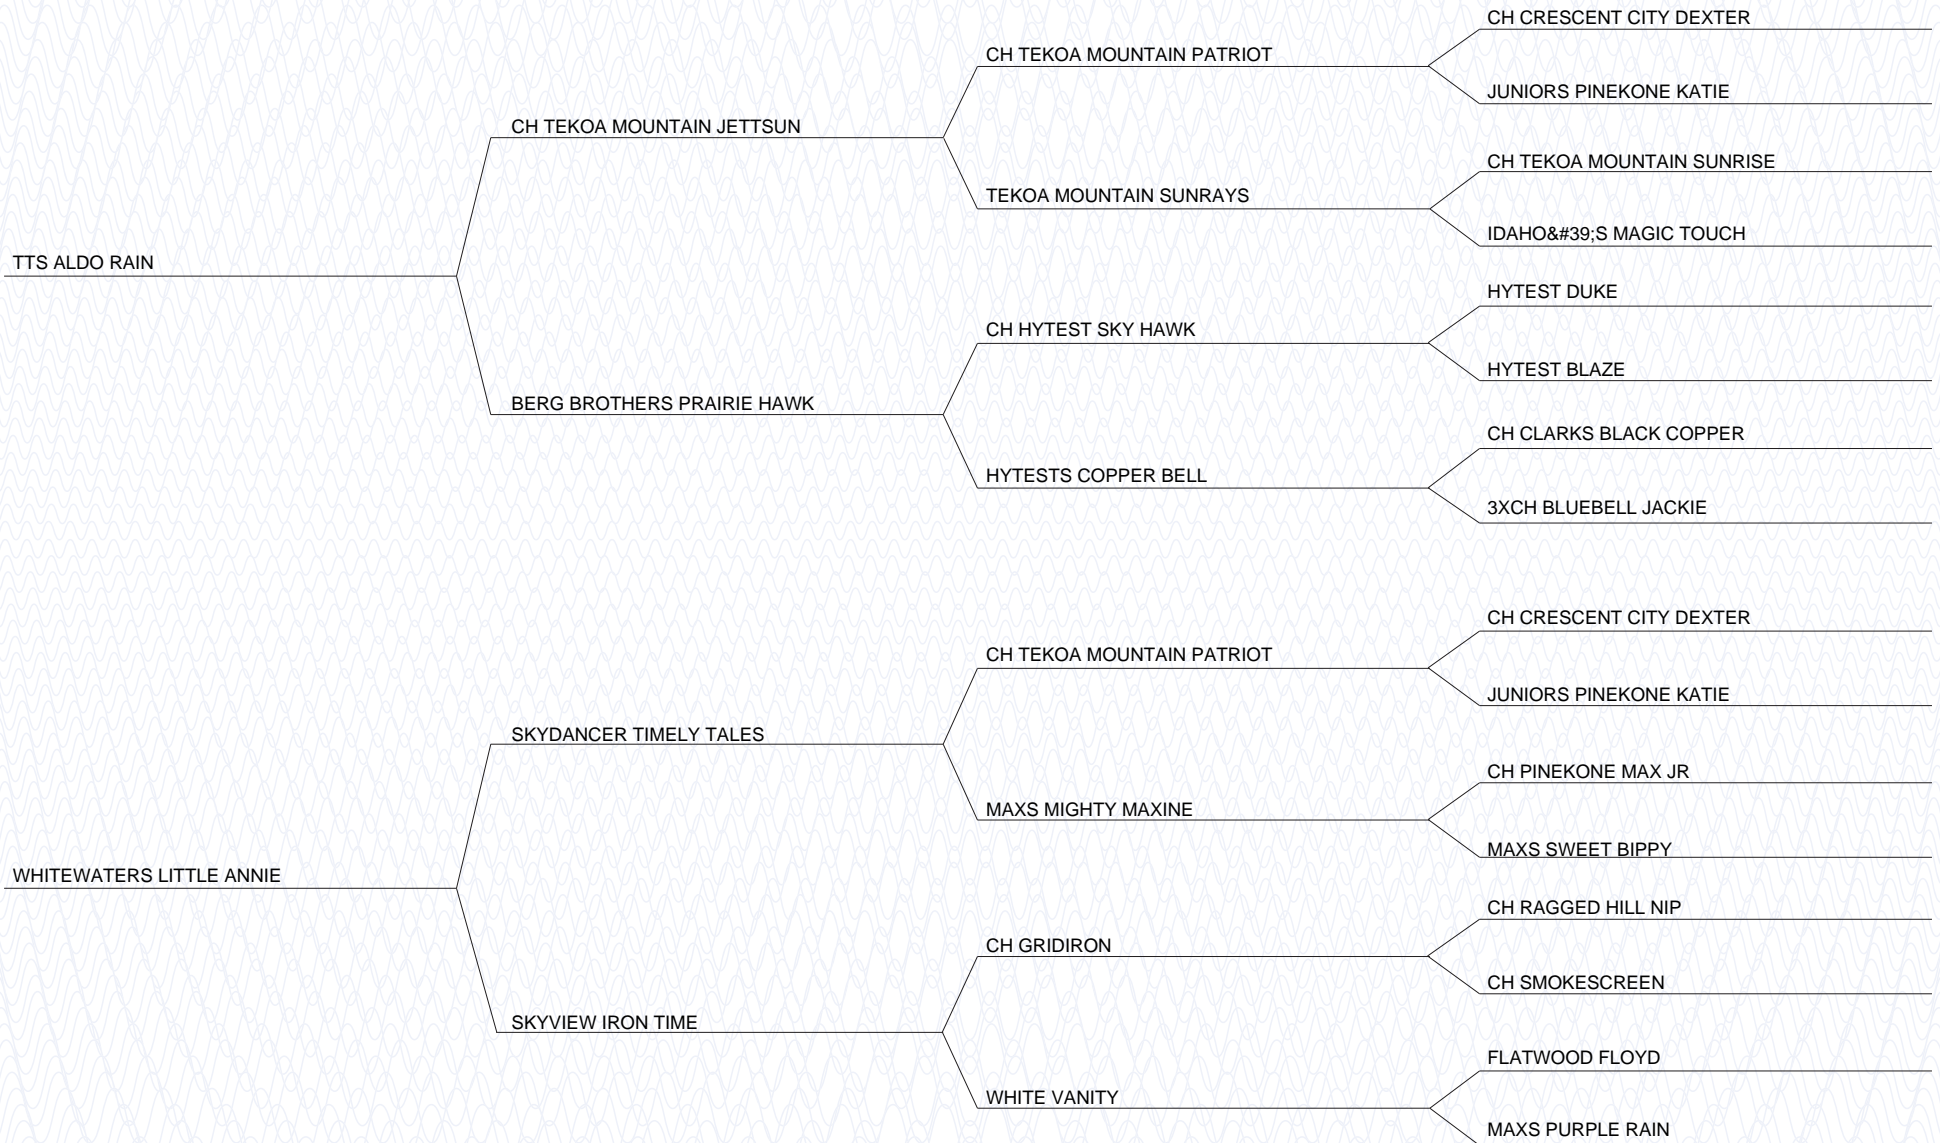 CH CRESCENT CITY DEXTER
CH TEKOA MOUNTAIN PATRIOT
JUNIORS PINEKONE KATIE
CH TEKOA MOUNTAIN JETTSUN
CH TEKOA MOUNTAIN SUNRISE
TEKOA MOUNTAIN SUNRAYS
IDAHO&#39;S MAGIC TOUCH
TTS ALDO RAIN
HYTEST DUKE
CH HYTEST SKY HAWK
HYTEST BLAZE
BERG BROTHERS PRAIRIE HAWK
CH CLARKS BLACK COPPER
HYTESTS COPPER BELL
3XCH BLUEBELL JACKIE
CH CRESCENT CITY DEXTER
CH TEKOA MOUNTAIN PATRIOT
JUNIORS PINEKONE KATIE
SKYDANCER TIMELY TALES
CH PINEKONE MAX JR
MAXS MIGHTY MAXINE
MAXS SWEET BIPPY
WHITEWATERS LITTLE ANNIE
CH RAGGED HILL NIP
CH GRIDIRON
CH SMOKESCREEN
SKYVIEW IRON TIME
FLATWOOD FLOYD
WHITE VANITY
MAXS PURPLE RAIN